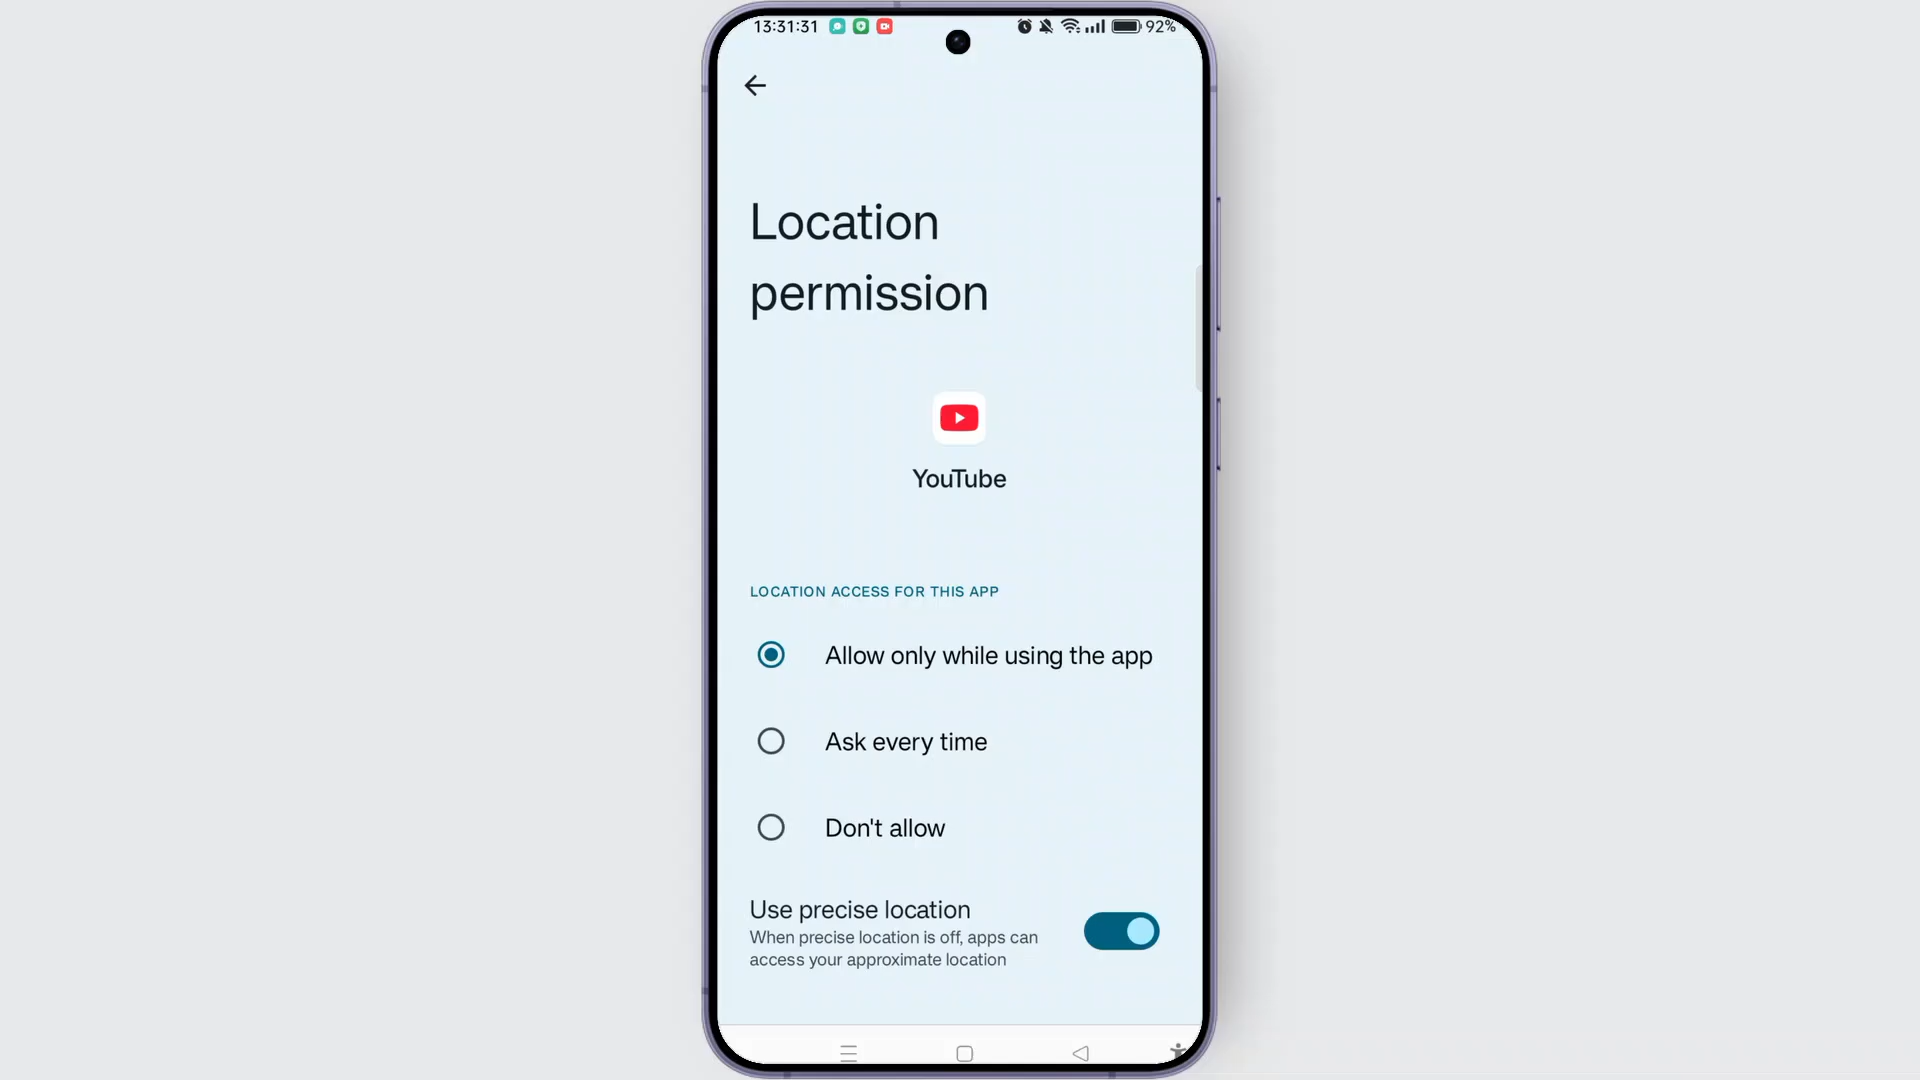 13:31:31 92%
Location
permission
YouTube
LOCATION ACCESS FOR THIS APP
Allow only while using the app
Ask every time
Don't allow
Use precise location
When precise location is off, apps can
access your approximate location